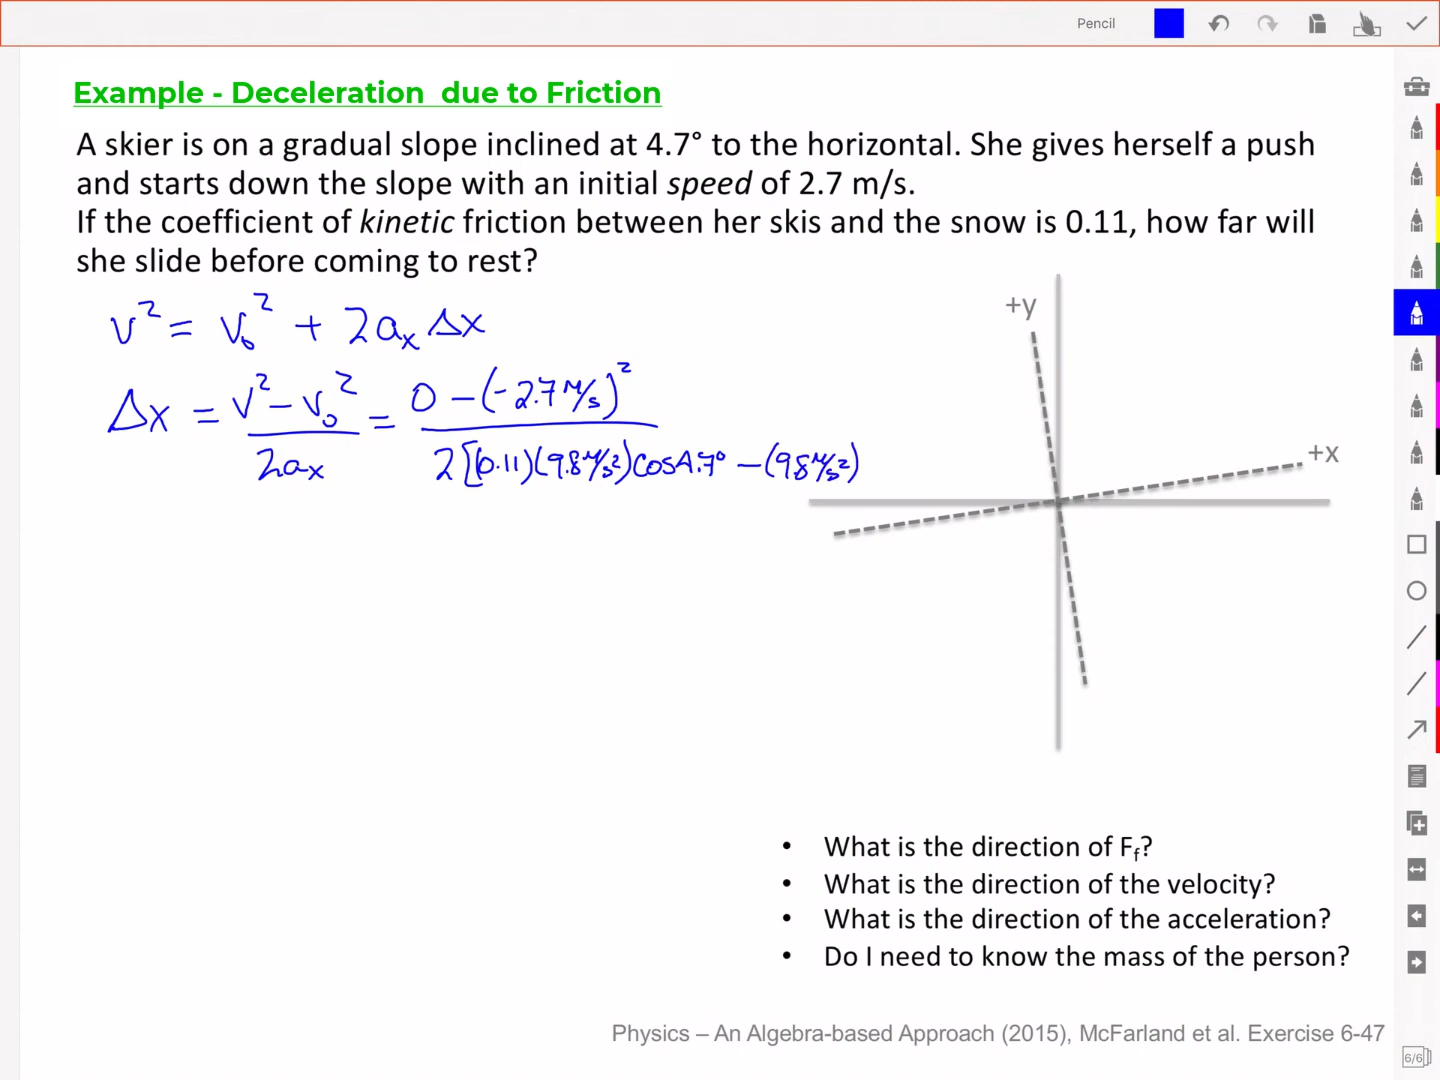 Pencil
Example - Deceleration due to Friction
A skier is on a gradual slope inclined at 4.7° to the horizontal. She gives herself a push
and starts down the slope with an initial speed of 2.7 m/s.
If the coefficient of kinetic friction between her skis and the snow is 0.11, how far will
she slide before coming to rest?
v² = v₀² + 2aₓ Δx
Δx = v² - v₀² / 2aₓ = 0 - (-2.7 m/s)² / 2[(0.11)(9.8 m/s²)cos4.7° - (9.8 m/s²)
+y
+x
• What is the direction of Ff?
• What is the direction of the velocity?
• What is the direction of the acceleration?
• Do I need to know the mass of the person?
Physics – An Algebra-based Approach (2015), McFarland et al. Exercise 6-47
6/6